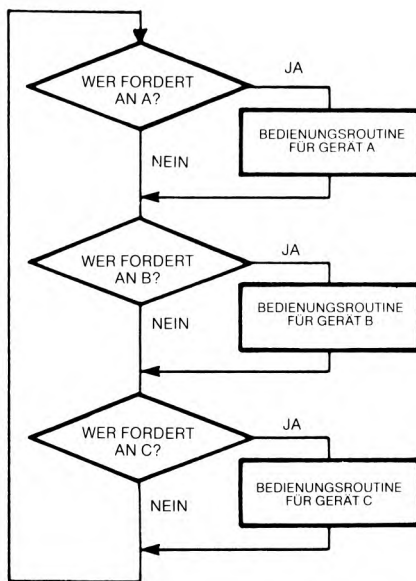 WER FORDERT
AN A?
JA
BEDIENUNGSROUTINE
FÜR GERÄT A
NEIN
WER FORDERT
AN B?
JA
BEDIENUNGSROUTINE
FÜR GERÄT B
NEIN
WER FORDERT
AN C?
JA
BEDIENUNGSROUTINE
FÜR GERÄT C
NEIN